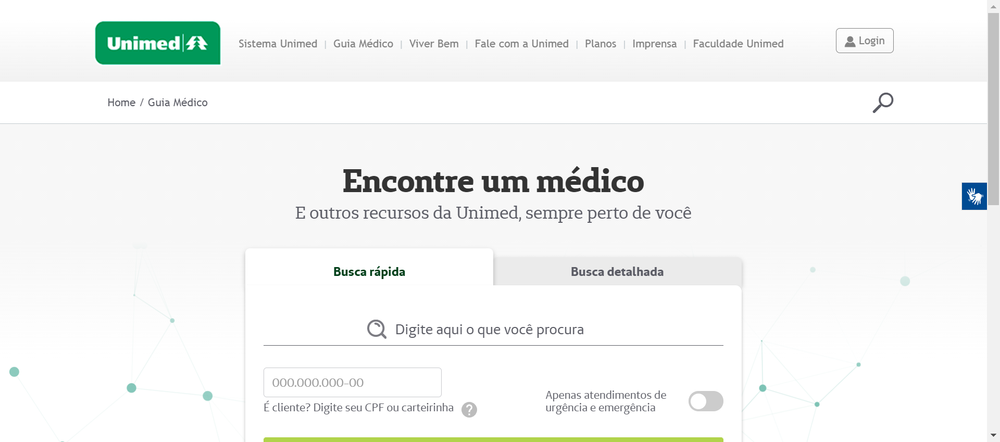 Unimed
Sistema Unimed | Guia Médico | Viver Bem | Fale com a Unimed | Planos | Imprensa | Faculdade Unimed
Login
Home / Guia Médico
Encontre um médico
E outros recursos da Unimed, sempre perto de você
Busca rápida
Busca detalhada
Digite aqui o que você procura
000.000.000-00
É cliente? Digite seu CPF ou carteirinha ?
Apenas atendimentos de
urgência e emergência